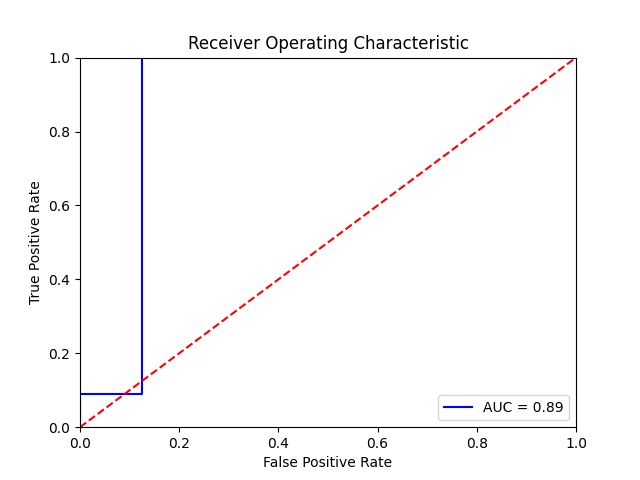 Receiver Operating Characteristic
True Positive Rate
1.0
0.8
0.6
0.4
0.2
0.0
AUC = 0.89
0.0 0.2 0.4 0.6 0.8 1.0
False Positive Rate